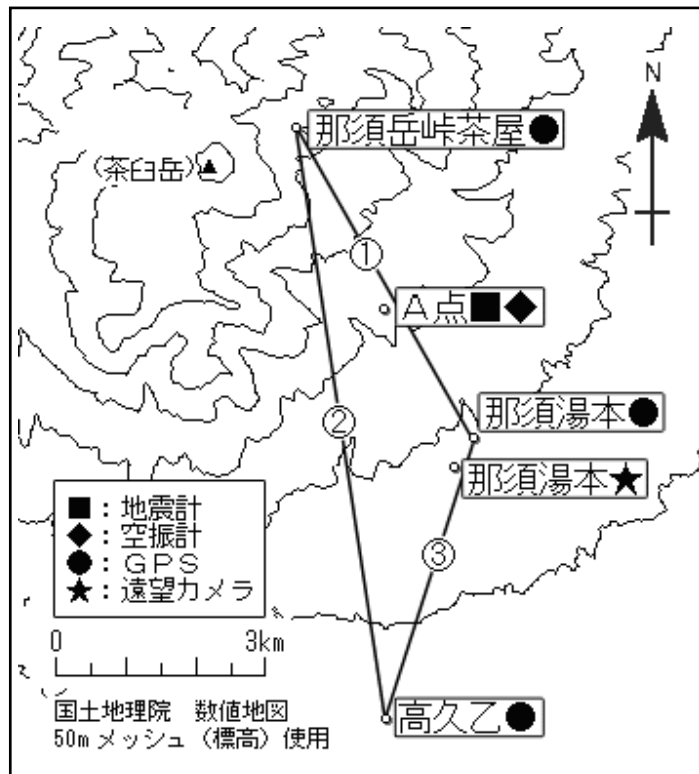 N
那須岳峠茶屋●
(茶臼岳)▲
①
A点■◆
②
那須湯本●
那須湯本★
■：地震計
◆：空振計
●：GPS
★：遠望カメラ
③
0 3km
国土地理院 数値地図
50mメッシュ（標高）使用
高久乙●